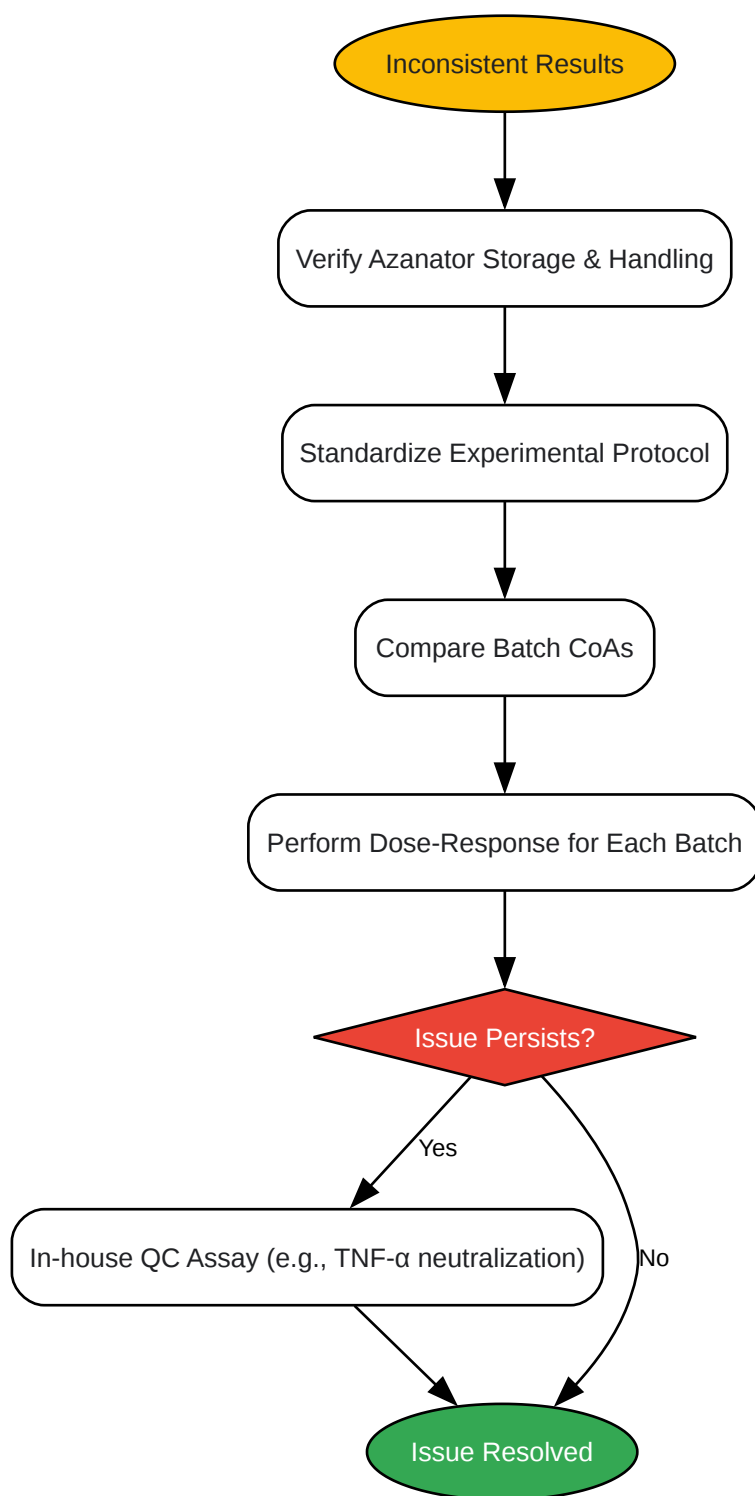 Inconsistent Results
Verify Azanator Storage & Handling
Standardize Experimental Protocol
Compare Batch CoAs
Perform Dose-Response for Each Batch
Issue Persists?
Yes
In-house QC Assay (e.g., TNF-α neutralization)
No
Issue Resolved